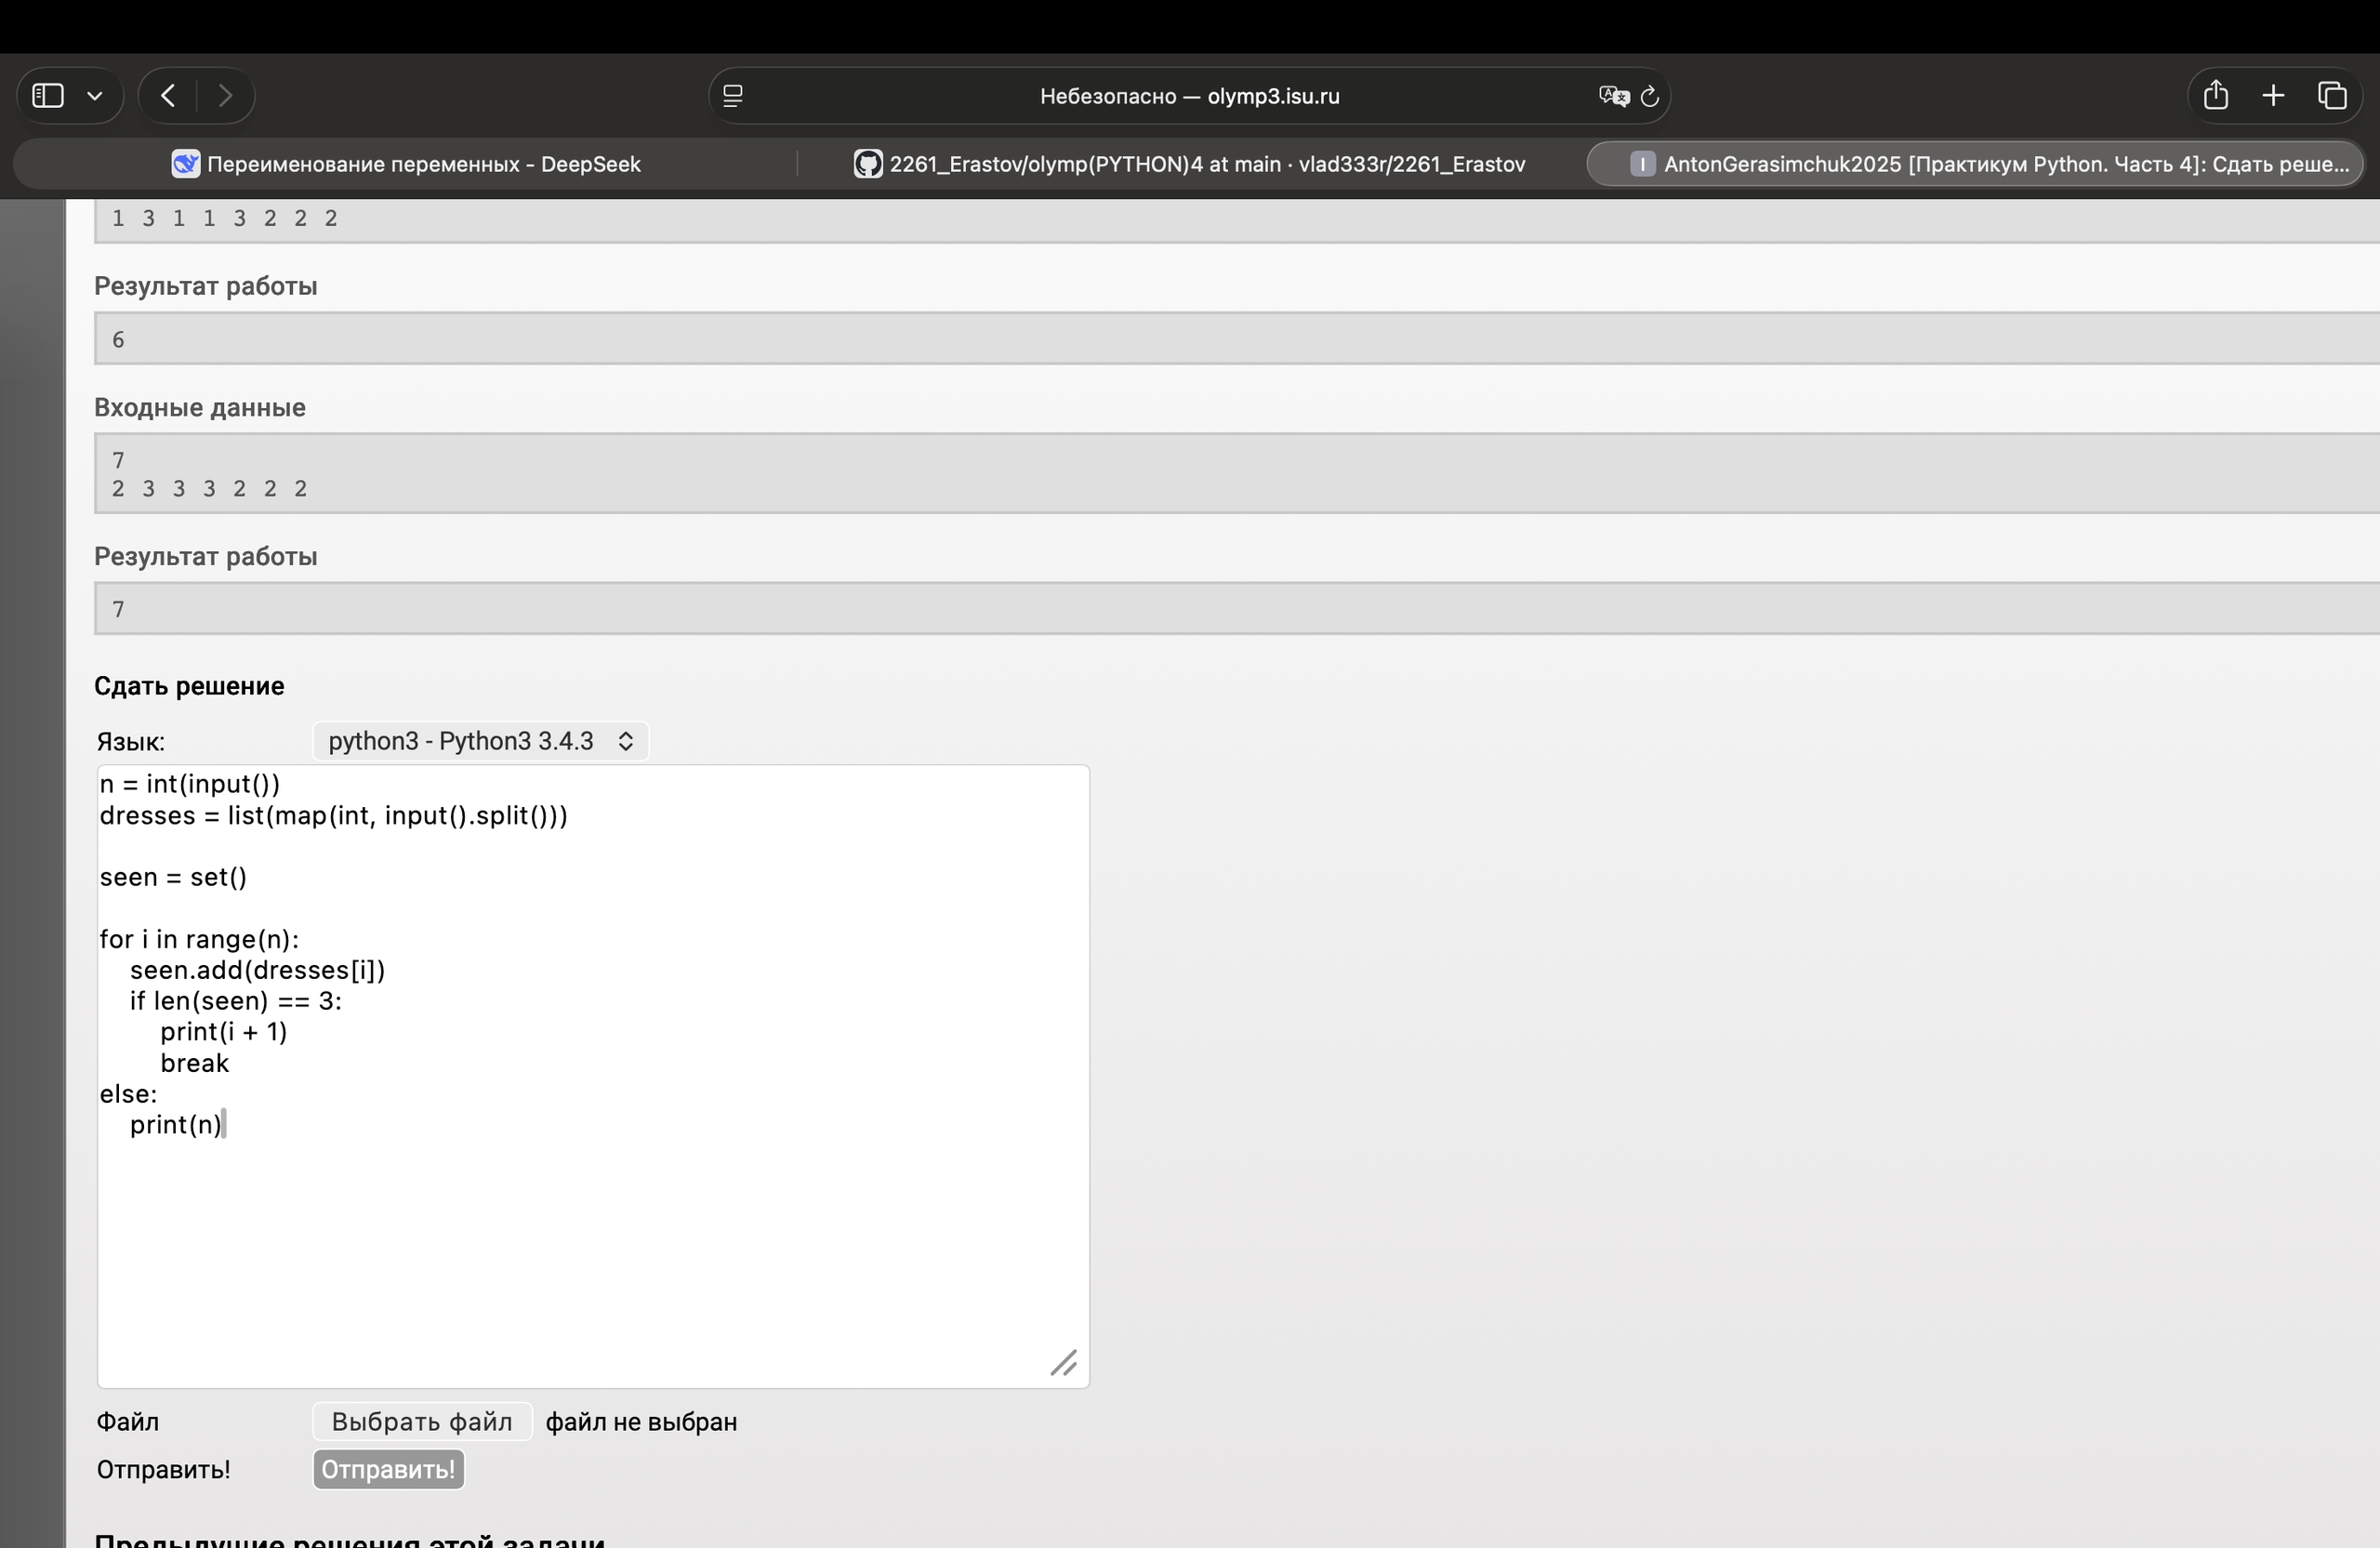 Небезопасно — olymp3.isu.ru
Переименование переменных - DeepSeek
2261_Erastov/olymp(PYTHON)4 at main · vlad333r/2261_Erastov
I AntonGerasimchuk2025 [Практикум Python. Часть 4]: Сдать реше...
1 3 1 1 3 2 2 2
Результат работы
6
Входные данные
7
2 3 3 3 2 2 2
Результат работы
7
Сдать решение
Язык: python3 - Python3 3.4.3
n = int(input())
dresses = list(map(int, input().split()))
seen = set()
for i in range(n):
    seen.add(dresses[i])
    if len(seen) == 3:
        print(i + 1)
        break
else:
    print(n)
Файл Выбрать файл файл не выбран
Отправить! Отправить!
Предыдущие решения этой задачи